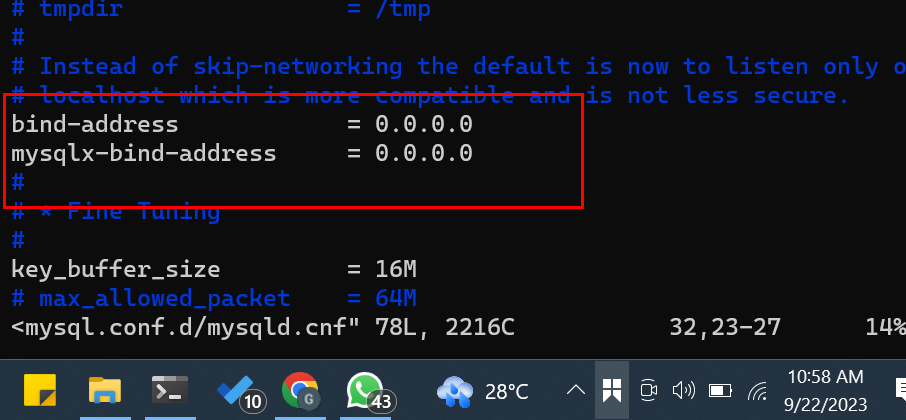 # tmpdir = /tmp
#
# Instead of skip-networking the default is now to listen only o
# localhost which is more compatible and is not less secure.
bind-address = 0.0.0.0
mysqlx-bind-address = 0.0.0.0
#
# * Fine Tuning
#
key_buffer_size = 16M
# max_allowed_packet = 64M
<mysql.conf.d/mysqld.cnf" 78L, 2216C 32,23-27 14%
10 G 43 28°C 10:58 AM
9/22/2023